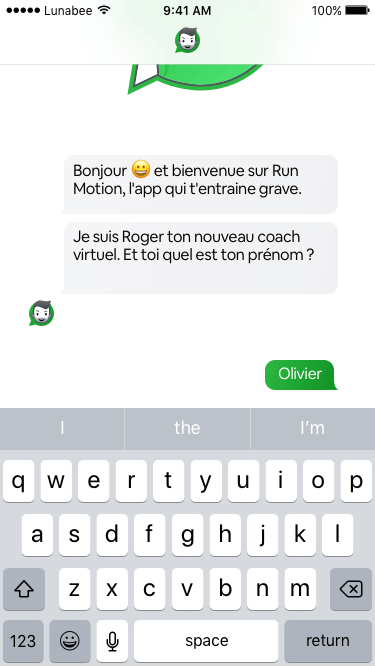 Lunabee 9:41 AM 100%
Bonjour 😀 et bienvenue sur Run
Motion, l'app qui t'entraine grave.
Je suis Roger ton nouveau coach
virtuel. Et toi quel est ton prénom ?
Olivier
I the I'm
q w e r t y u i o p
a s d f g h j k l
z x c v b n m
123 space return